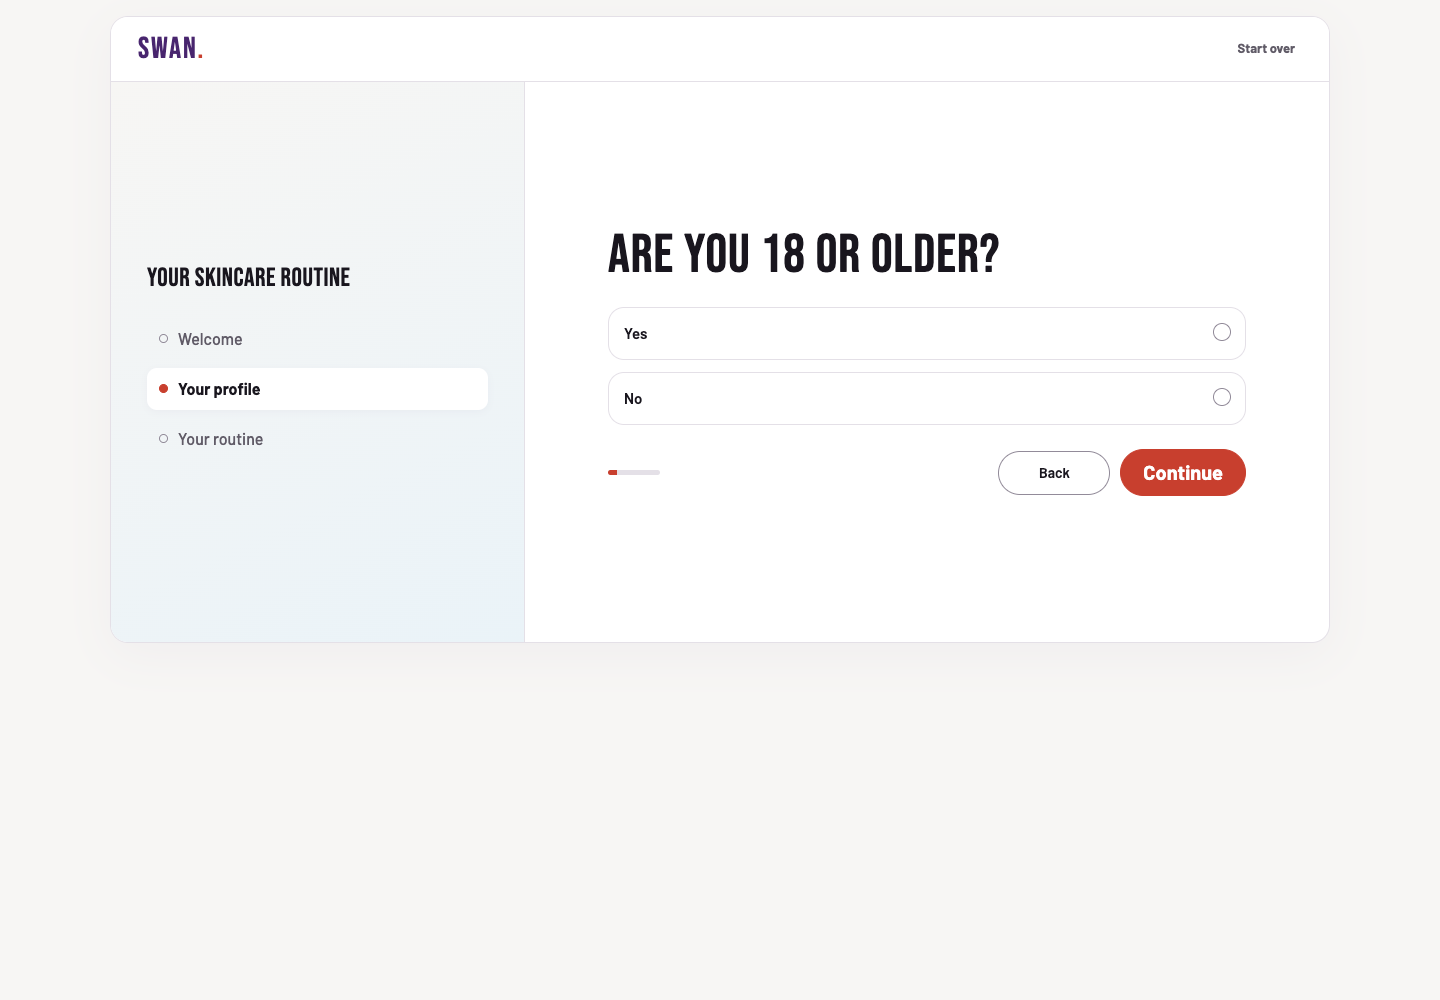 SWAN.
Start over
YOUR SKINCARE ROUTINE
Welcome
Your profile
Your routine
ARE YOU 18 OR OLDER?
Yes
No
Back
Continue